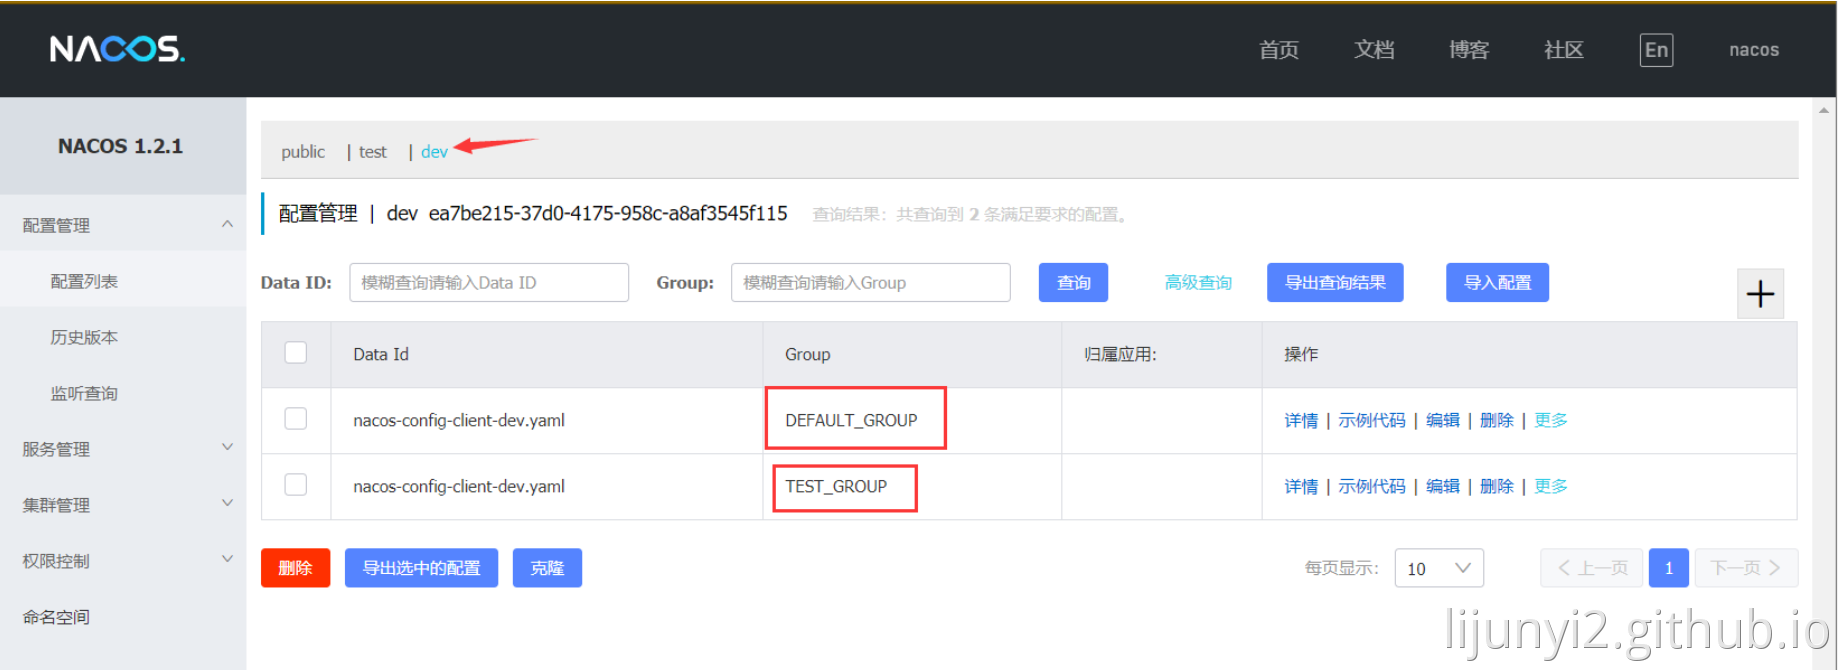 NACOS.
首页 文档 博客 社区 En nacos
NACOS 1.2.1
配置管理
配置列表
历史版本
监听查询
服务管理
集群管理
权限控制
命名空间
public | test | dev
配置管理 | dev ea7be215-37d0-4175-958c-a8af3545f115 查询结果：共查询到 2 条满足要求的配置。
Data ID: 模糊查询请输入Data ID Group: 模糊查询请输入Group 查询 高级查询 导出查询结果 导入配置
Data Id Group 归属应用: 操作
nacos-config-client-dev.yaml DEFAULT_GROUP 详情 | 示例代码 | 编辑 | 删除 | 更多
nacos-config-client-dev.yaml TEST_GROUP 详情 | 示例代码 | 编辑 | 删除 | 更多
删除 导出选中的配置 克隆 每页显示: 10 上一页 1 下一页
lijunyi2.github.io